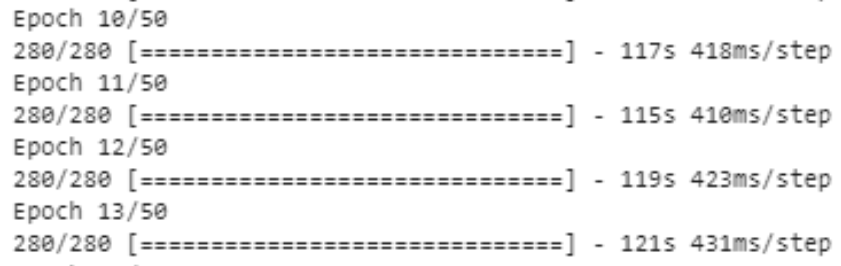 Epoch 10/50
280/280 [==============================] - 117s 418ms/step
Epoch 11/50
280/280 [==============================] - 115s 410ms/step
Epoch 12/50
280/280 [==============================] - 119s 423ms/step
Epoch 13/50
280/280 [==============================] - 121s 431ms/step